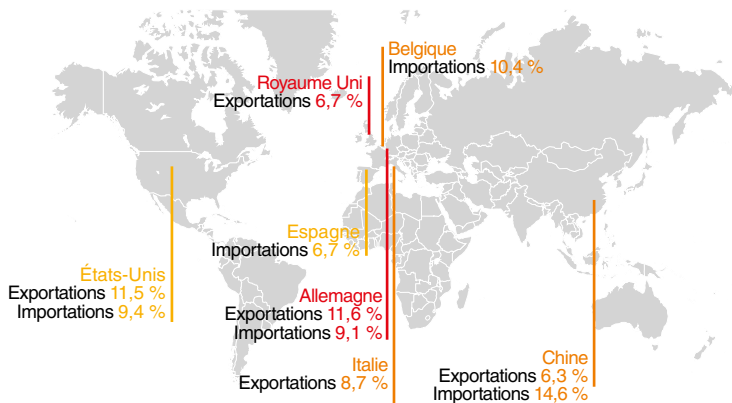 Belgique
Importations 10,4 %
Royaume Uni
Exportations 6,7 %
Espagne
Importations 6,7 %
États-Unis
Exportations 11,5 %
Importations 9,4 %
Allemagne
Exportations 11,6 %
Importations 9,1 %
Italie
Exportations 8,7 %
Chine
Exportations 6,3 %
Importations 14,6 %